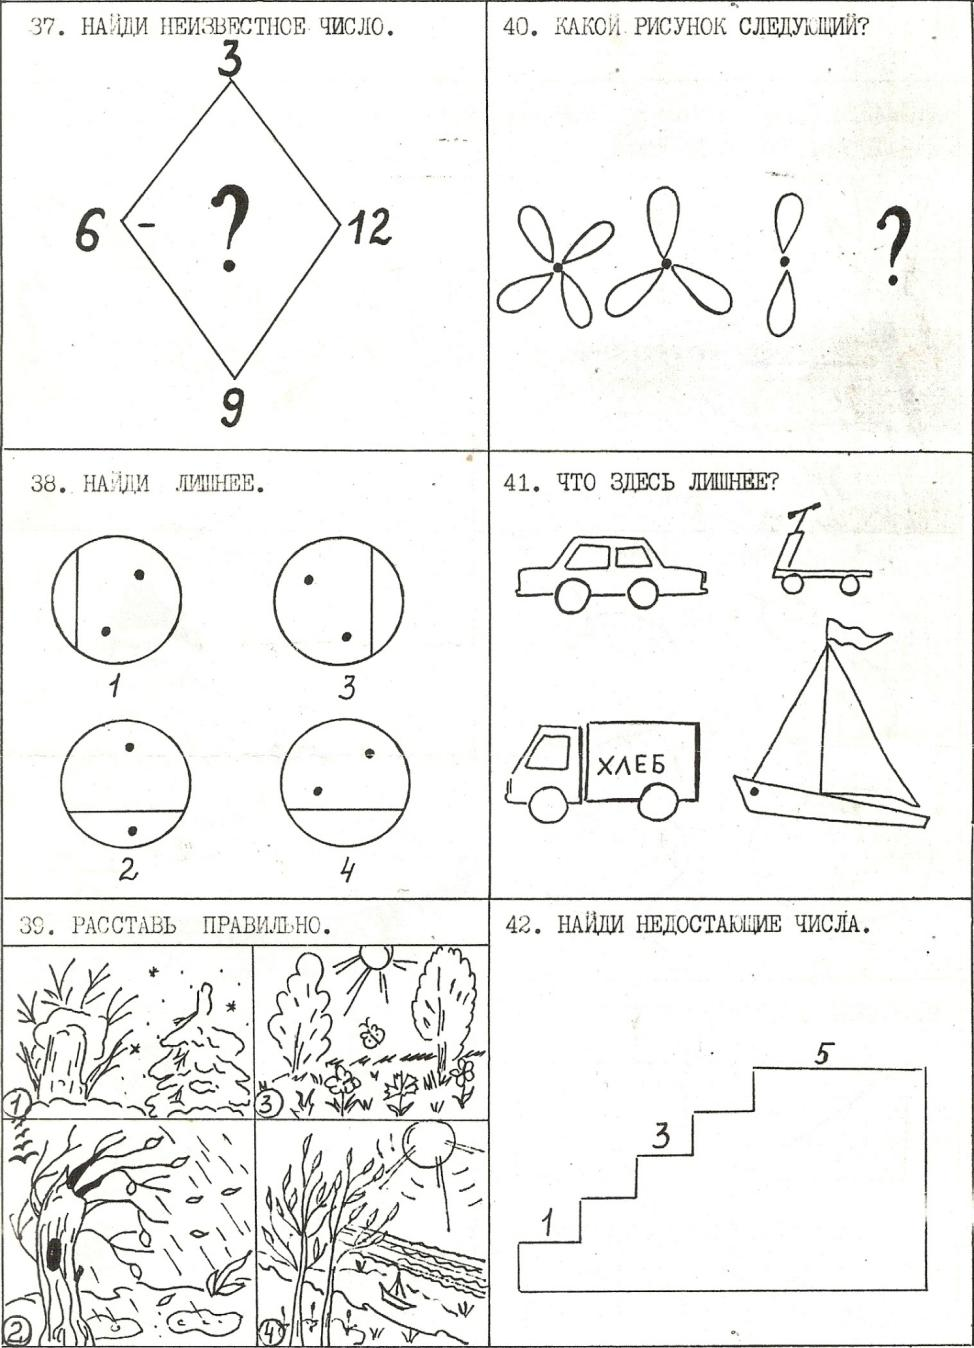 37. НАЙДИ НЕИЗВЕСТНОЕ ЧИСЛО.
3
6 - ? 12
9
40. КАКОЙ РИСУНОК СЛЕДУЮЩИЙ?
?
38. НАЙДИ ЛИШНЕЕ.
1 3
2 4
41. ЧТО ЗДЕСЬ ЛИШНЕЕ?
ХЛЕБ
39. РАССТАВЬ ПРАВИЛЬНО.
1 3
2 4
42. НАЙДИ НЕДОСТАЮЩИЕ ЧИСЛА.
5
3
1